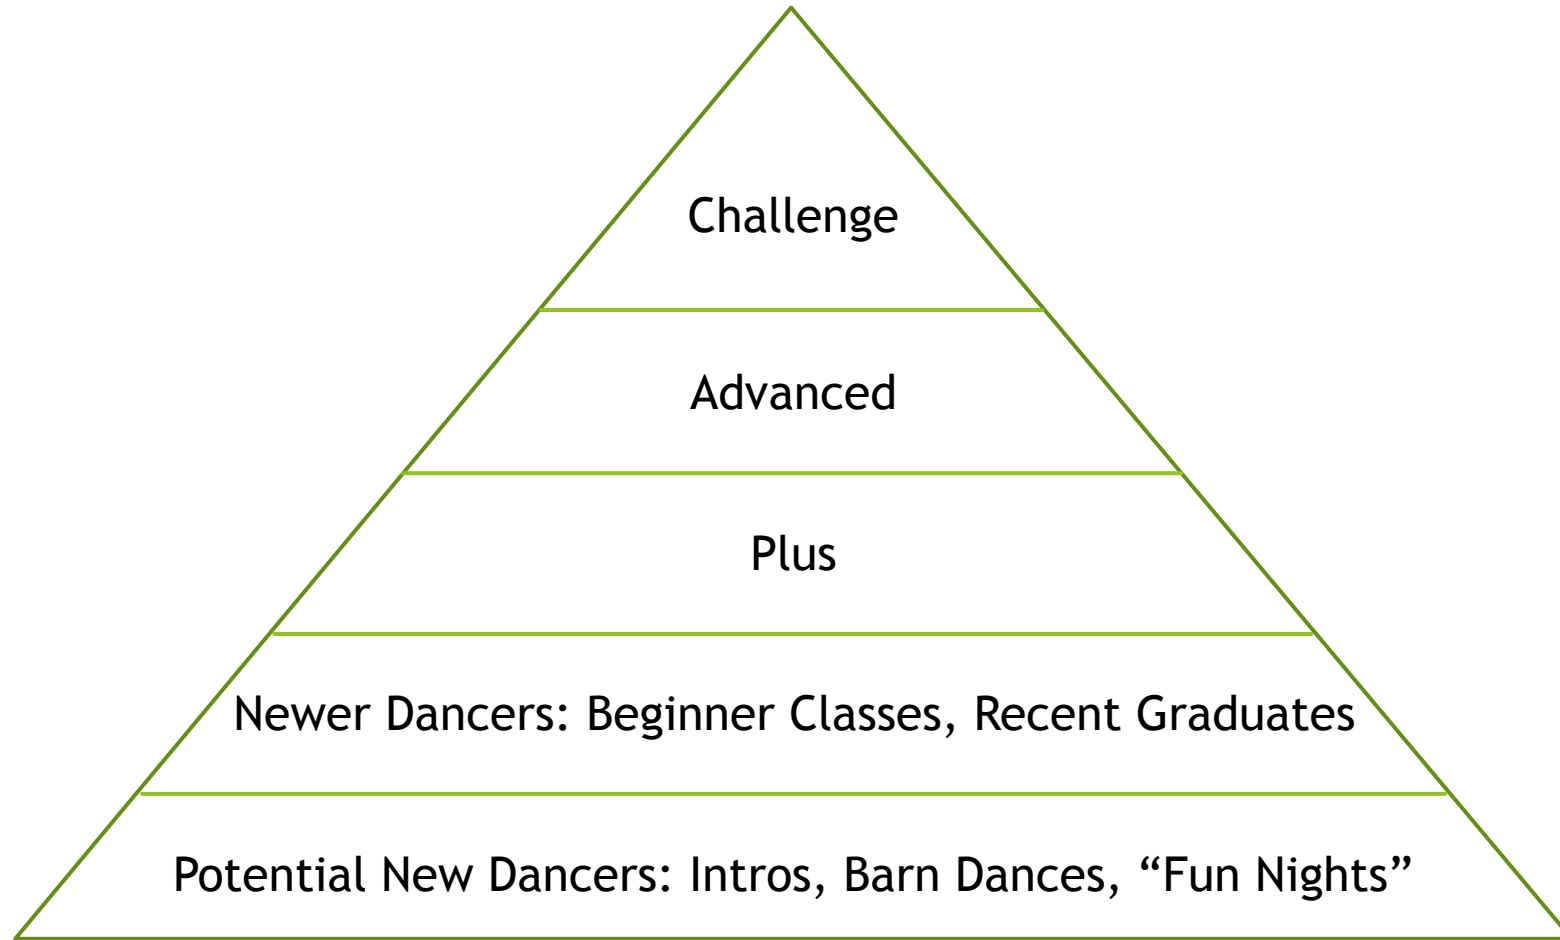 Challenge
Advanced
Plus
Newer Dancers: Beginner Classes, Recent Graduates
Potential New Dancers: Intros, Barn Dances, “Fun Nights”